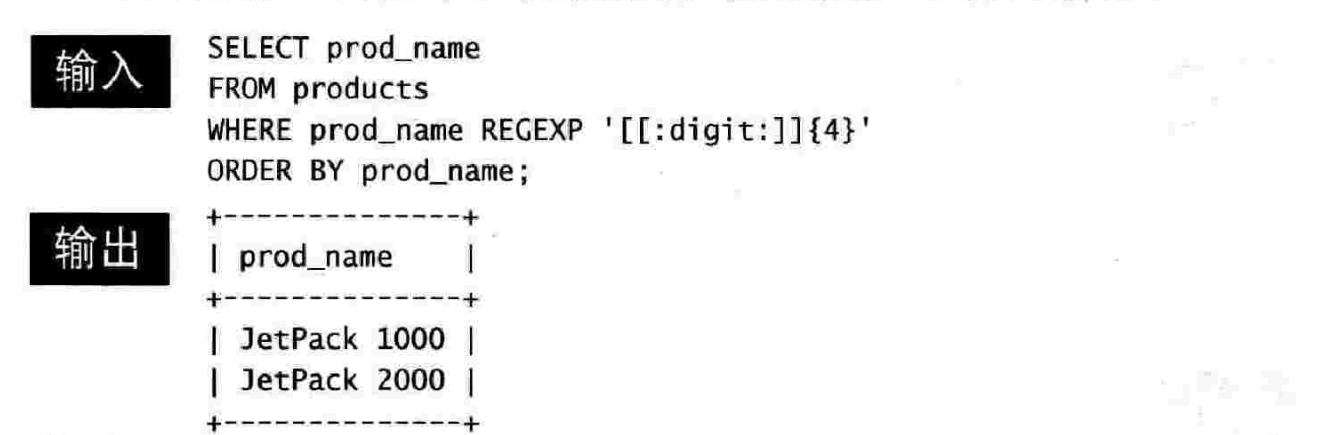 输入
SELECT prod_name
FROM products
WHERE prod_name REGEXP '[[:digit:]]{4}'
ORDER BY prod_name;
输出
+--------------+
| prod_name    |
+--------------+
| JetPack 1000 |
| JetPack 2000 |
+--------------+